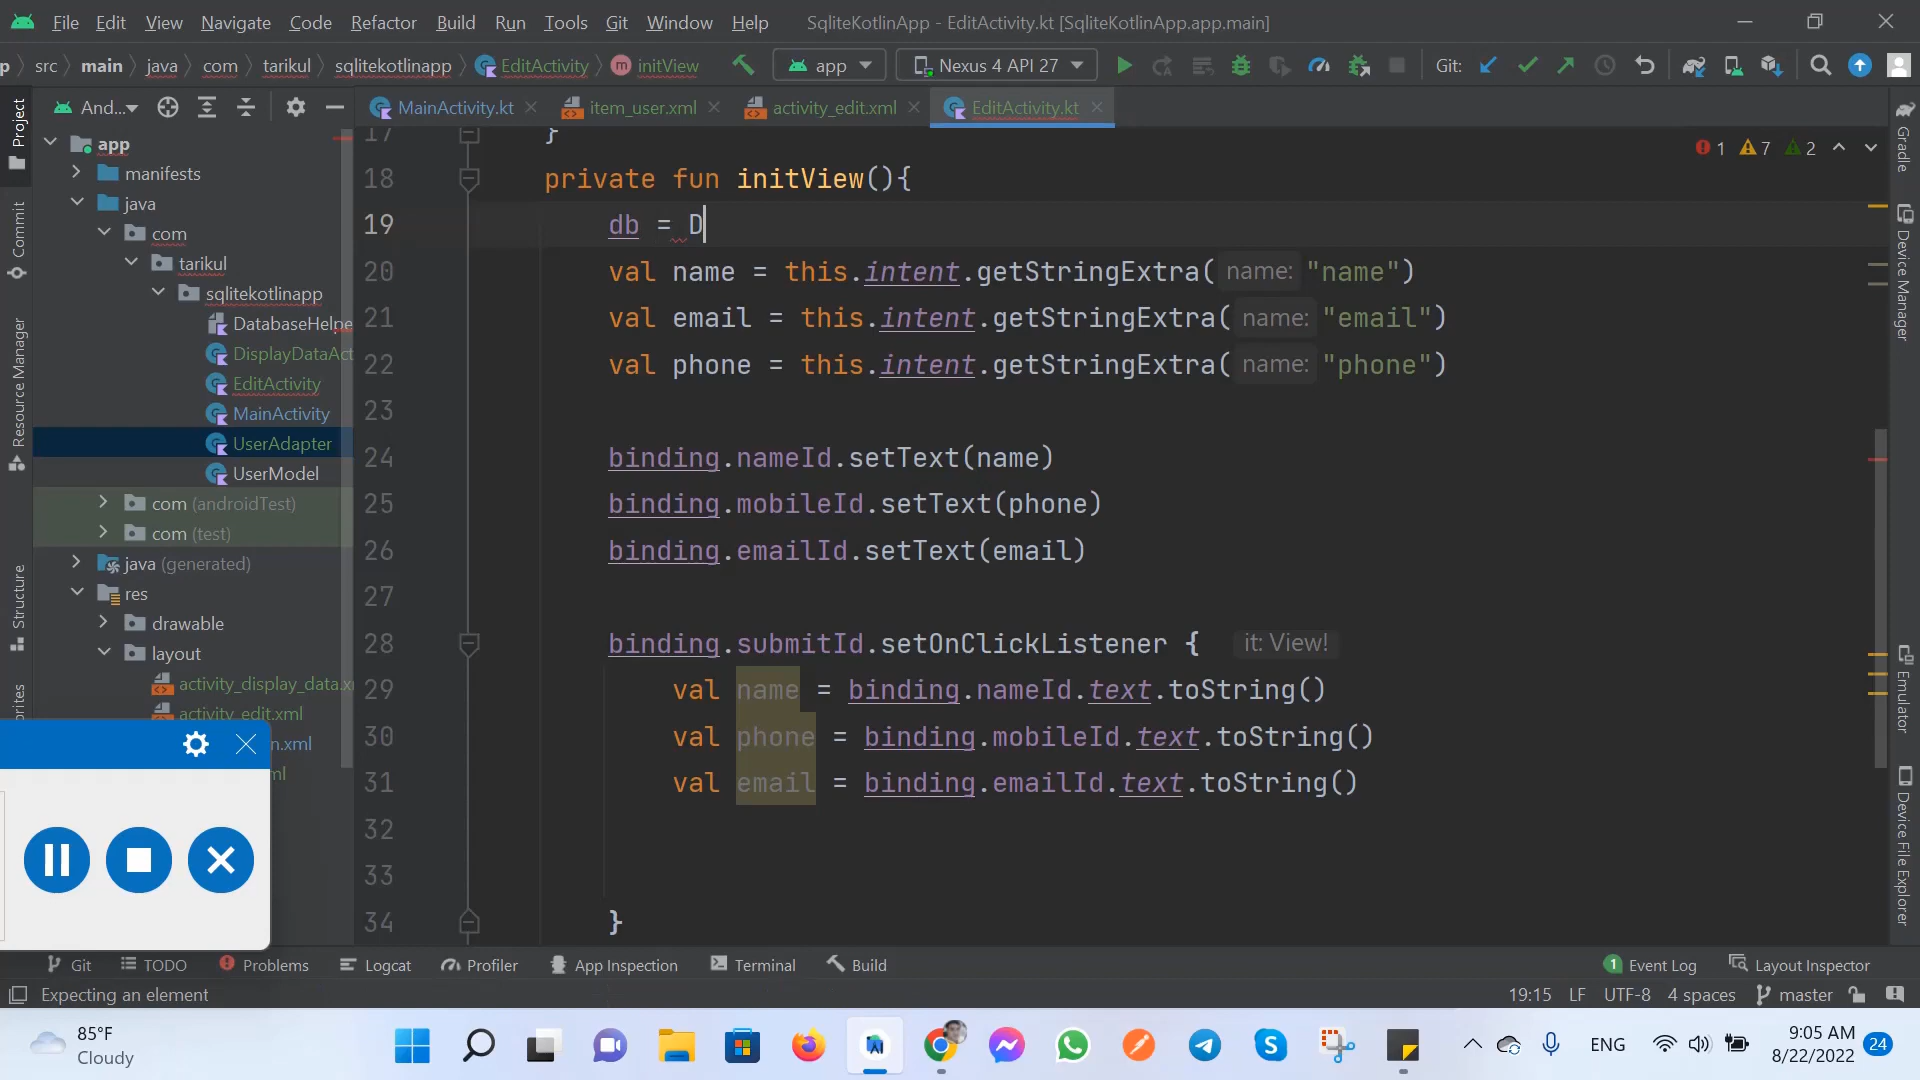 File Edit View Navigate Code Refactor Build Run Tools Git Window Help SqliteKotlinApp - EditActivity.kt [SqliteKotlinApp.app.main]
p src main java com tarikul sqlitekotlinapp EditActivity initView app Nexus 4 API 27 Git:
And... MainActivity.kt item_user.xml activity_edit.xml EditActivity.kt
Project
Commit
Resource Manager
Structure
app
manifests
java
com
tarikul
sqlitekotlinapp
DatabaseHelpe
DisplayDataAct
EditActivity
MainActivity
UserAdapter
UserModel
com (androidTest)
com (test)
java (generated)
res
drawable
layout
activity_display_data.x
activity_edit.xml
n.xml
ml
1 7 2
17 }
18 private fun initView(){
19 db = D
20 val name = this.intent.getStringExtra( name: "name")
21 val email = this.intent.getStringExtra( name: "email")
22 val phone = this.intent.getStringExtra( name: "phone")
23
24 binding.nameId.setText(name)
25 binding.mobileId.setText(phone)
26 binding.emailId.setText(email)
27
28 binding.submitId.setOnClickListener { it: View!
29 val name = binding.nameId.text.toString()
30 val phone = binding.mobileId.text.toString()
31 val email = binding.emailId.text.toString()
32
33
34 }
Gradle
Device Manager
Emulator
Device File Explorer
Git TODO Problems Logcat Profiler App Inspection Terminal Build 1 Event Log Layout Inspector
Expecting an element 19:15 LF UTF-8 4 spaces master
85°F
Cloudy
ENG
9:05 AM
8/22/2022
24